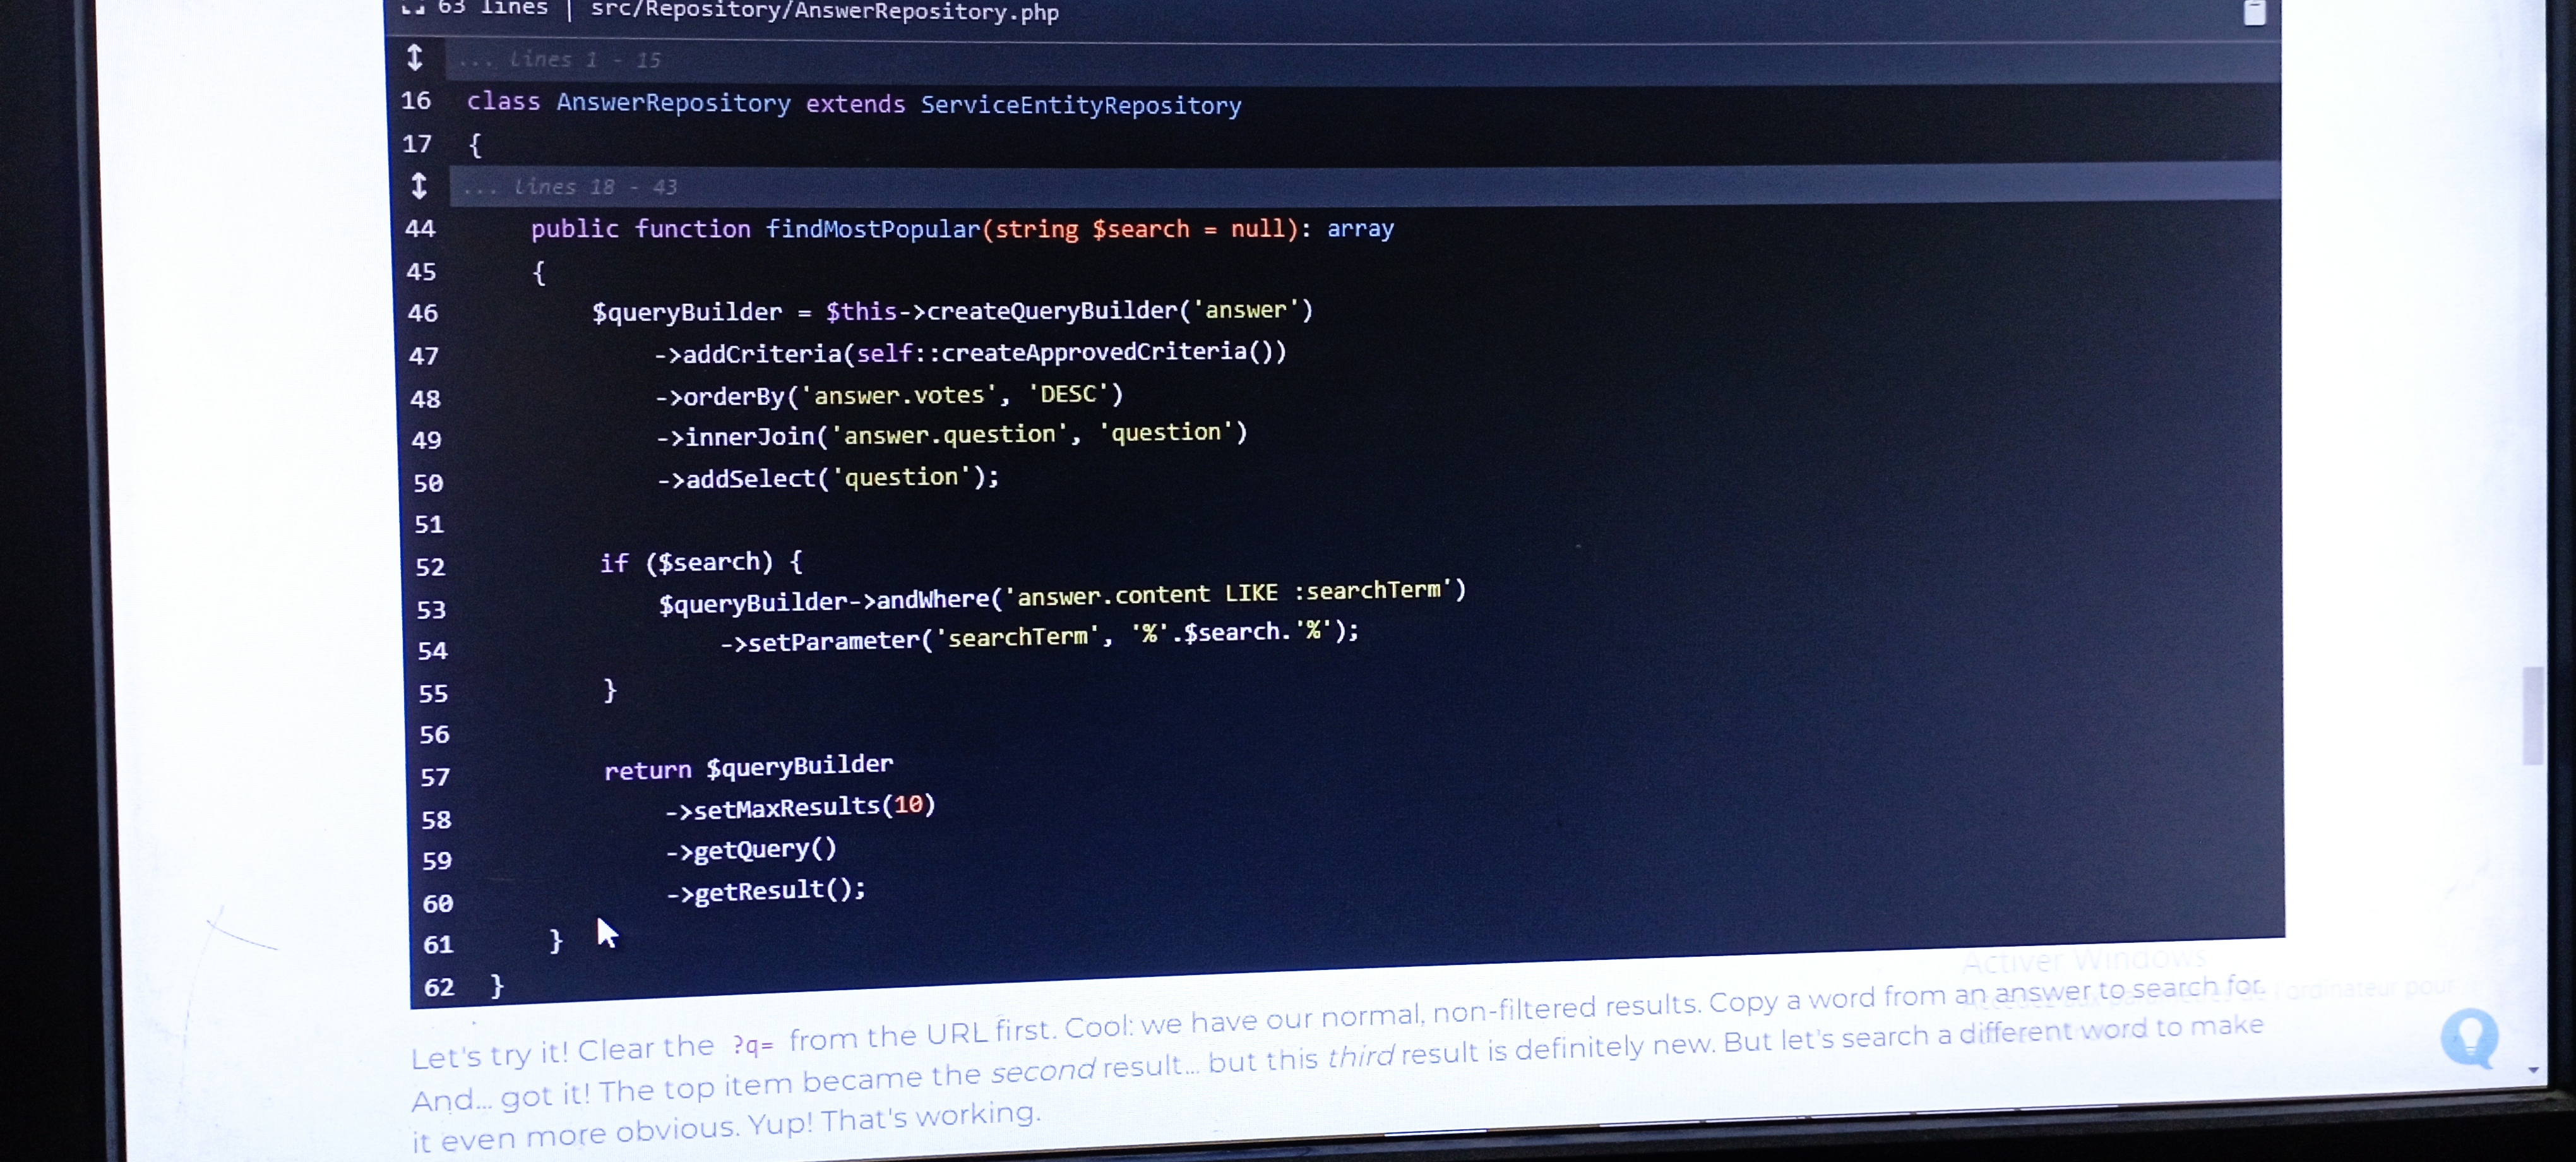 63 lines | src/Repository/AnswerRepository.php
... lines 1 - 15
16 class AnswerRepository extends ServiceEntityRepository
17 {
... lines 18 - 43
44 public function findMostPopular(string $search = null): array
45 {
46 $queryBuilder = $this->createQueryBuilder('answer')
47 ->addCriteria(self::createApprovedCriteria())
48 ->orderBy('answer.votes', 'DESC')
49 ->innerJoin('answer.question', 'question')
50 ->addSelect('question');
51
52 if ($search) {
53 $queryBuilder->andWhere('answer.content LIKE :searchTerm')
54 ->setParameter('searchTerm', '%'.$search.'%');
55 }
56
57 return $queryBuilder
58 ->setMaxResults(10)
59 ->getQuery()
60 ->getResult();
61 }
62 }
Activer Windows
Let's try it! Clear the ?q= from the URL first. Cool: we have our normal, non-filtered results. Copy a word from an answer to search for.
And... got it! The top item became the second result... but this third result is definitely new. But let's search a different word to make
it even more obvious. Yup! That's working.